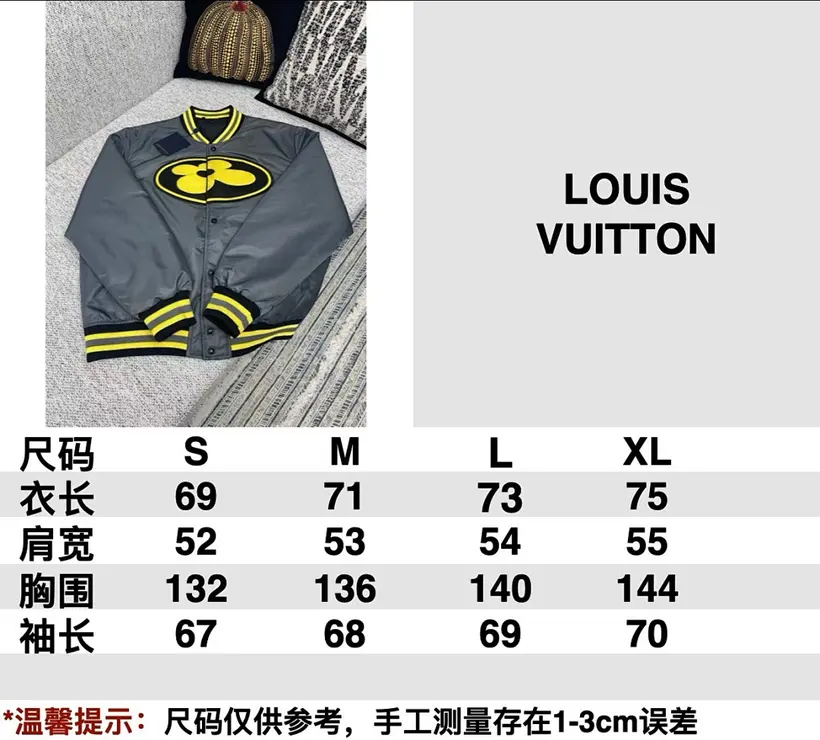 LOUIS
VUITTON
尺码 S M L XL
衣长 69 71 73 75
肩宽 52 53 54 55
胸围 132 136 140 144
袖长 67 68 69 70
*温馨提示：尺码仅供参考，手工测量存在1-3cm误差